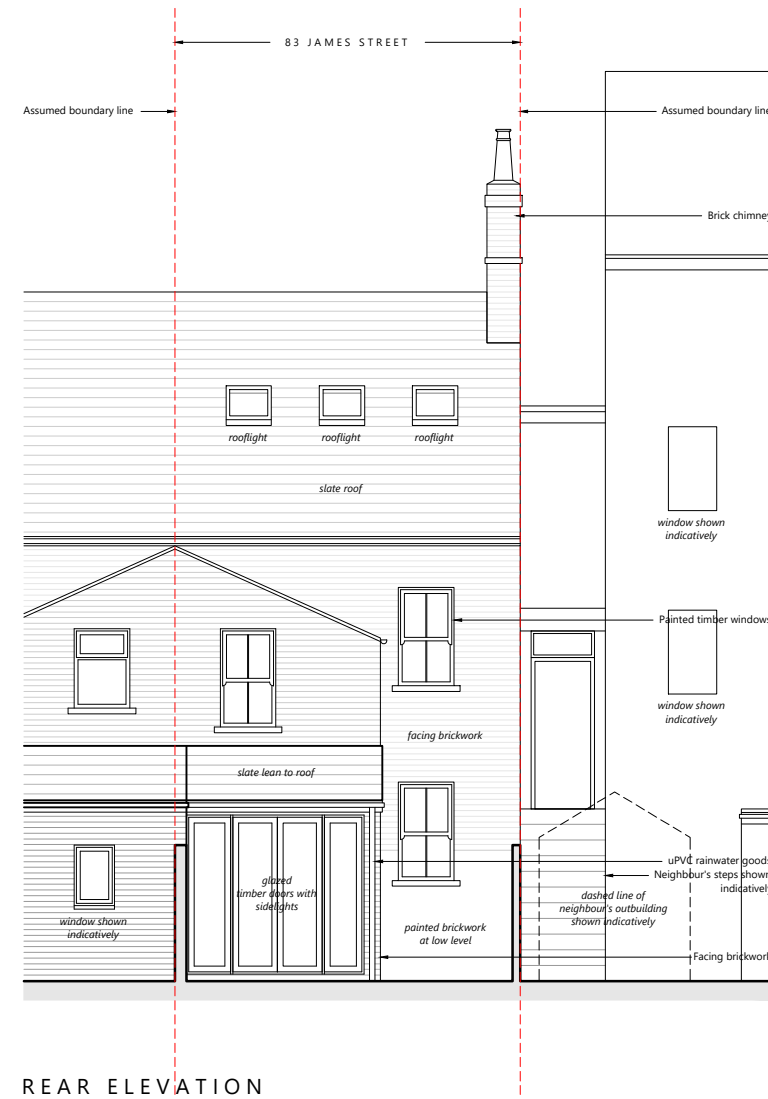 83 JAMES STREET
Assumed boundary line
Assumed boundary line
Brick chimney
rooflight
rooflight
rooflight
slate roof
window shown
indicatively
Painted timber windows
window shown
indicatively
facing brickwork
slate lean to roof
uPVC rainwater goods
Neighbour's steps shown
indicatively
glazed
timber doors with
sidelights
dashed line of
neighbour's outbuilding
shown indicatively
window shown
indicatively
painted brickwork
at low level
Facing brickwork
REAR ELEVATION